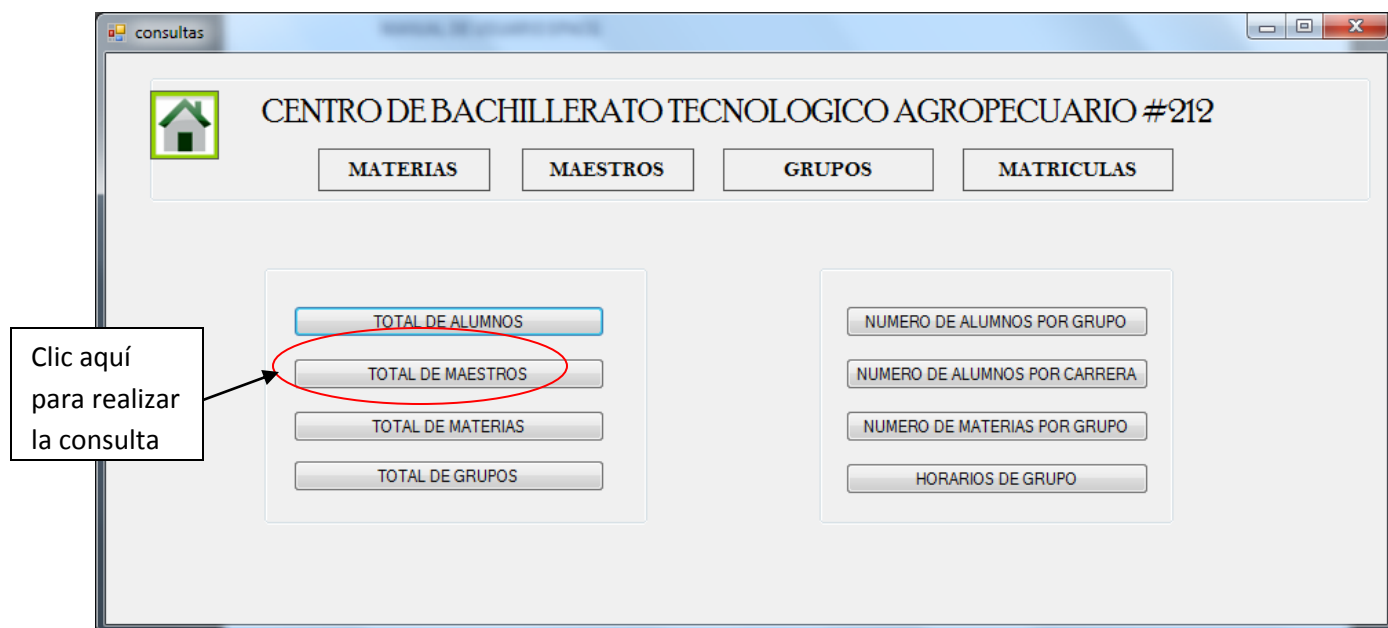 consultas
CENTRO DE BACHILLERATO TECNOLOGICO AGROPECUARIO #212
MATERIAS MAESTROS GRUPOS MATRICULAS
TOTAL DE ALUMNOS
TOTAL DE MAESTROS
TOTAL DE MATERIAS
TOTAL DE GRUPOS
NUMERO DE ALUMNOS POR GRUPO
NUMERO DE ALUMNOS POR CARRERA
NUMERO DE MATERIAS POR GRUPO
HORARIOS DE GRUPO
Clic aquí
para realizar
la consulta